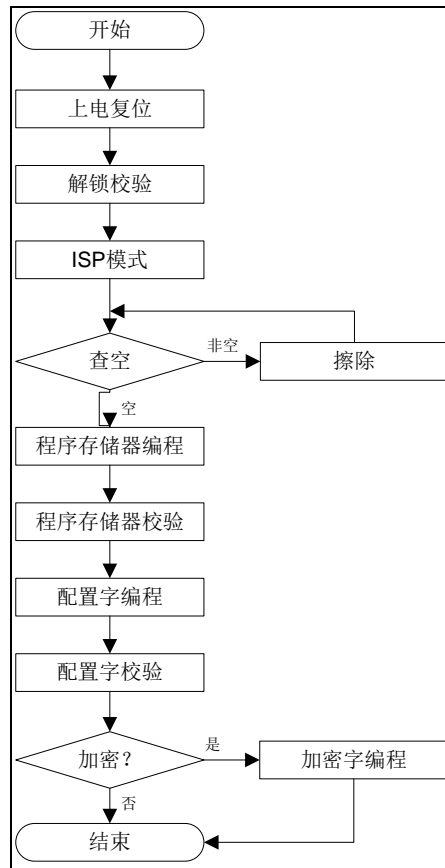 开始
上电复位
解锁校验
ISP模式
查空
非空
擦除
空
程序存储器编程
程序存储器校验
配置字编程
配置字校验
加密?
是
加密字编程
否
结束